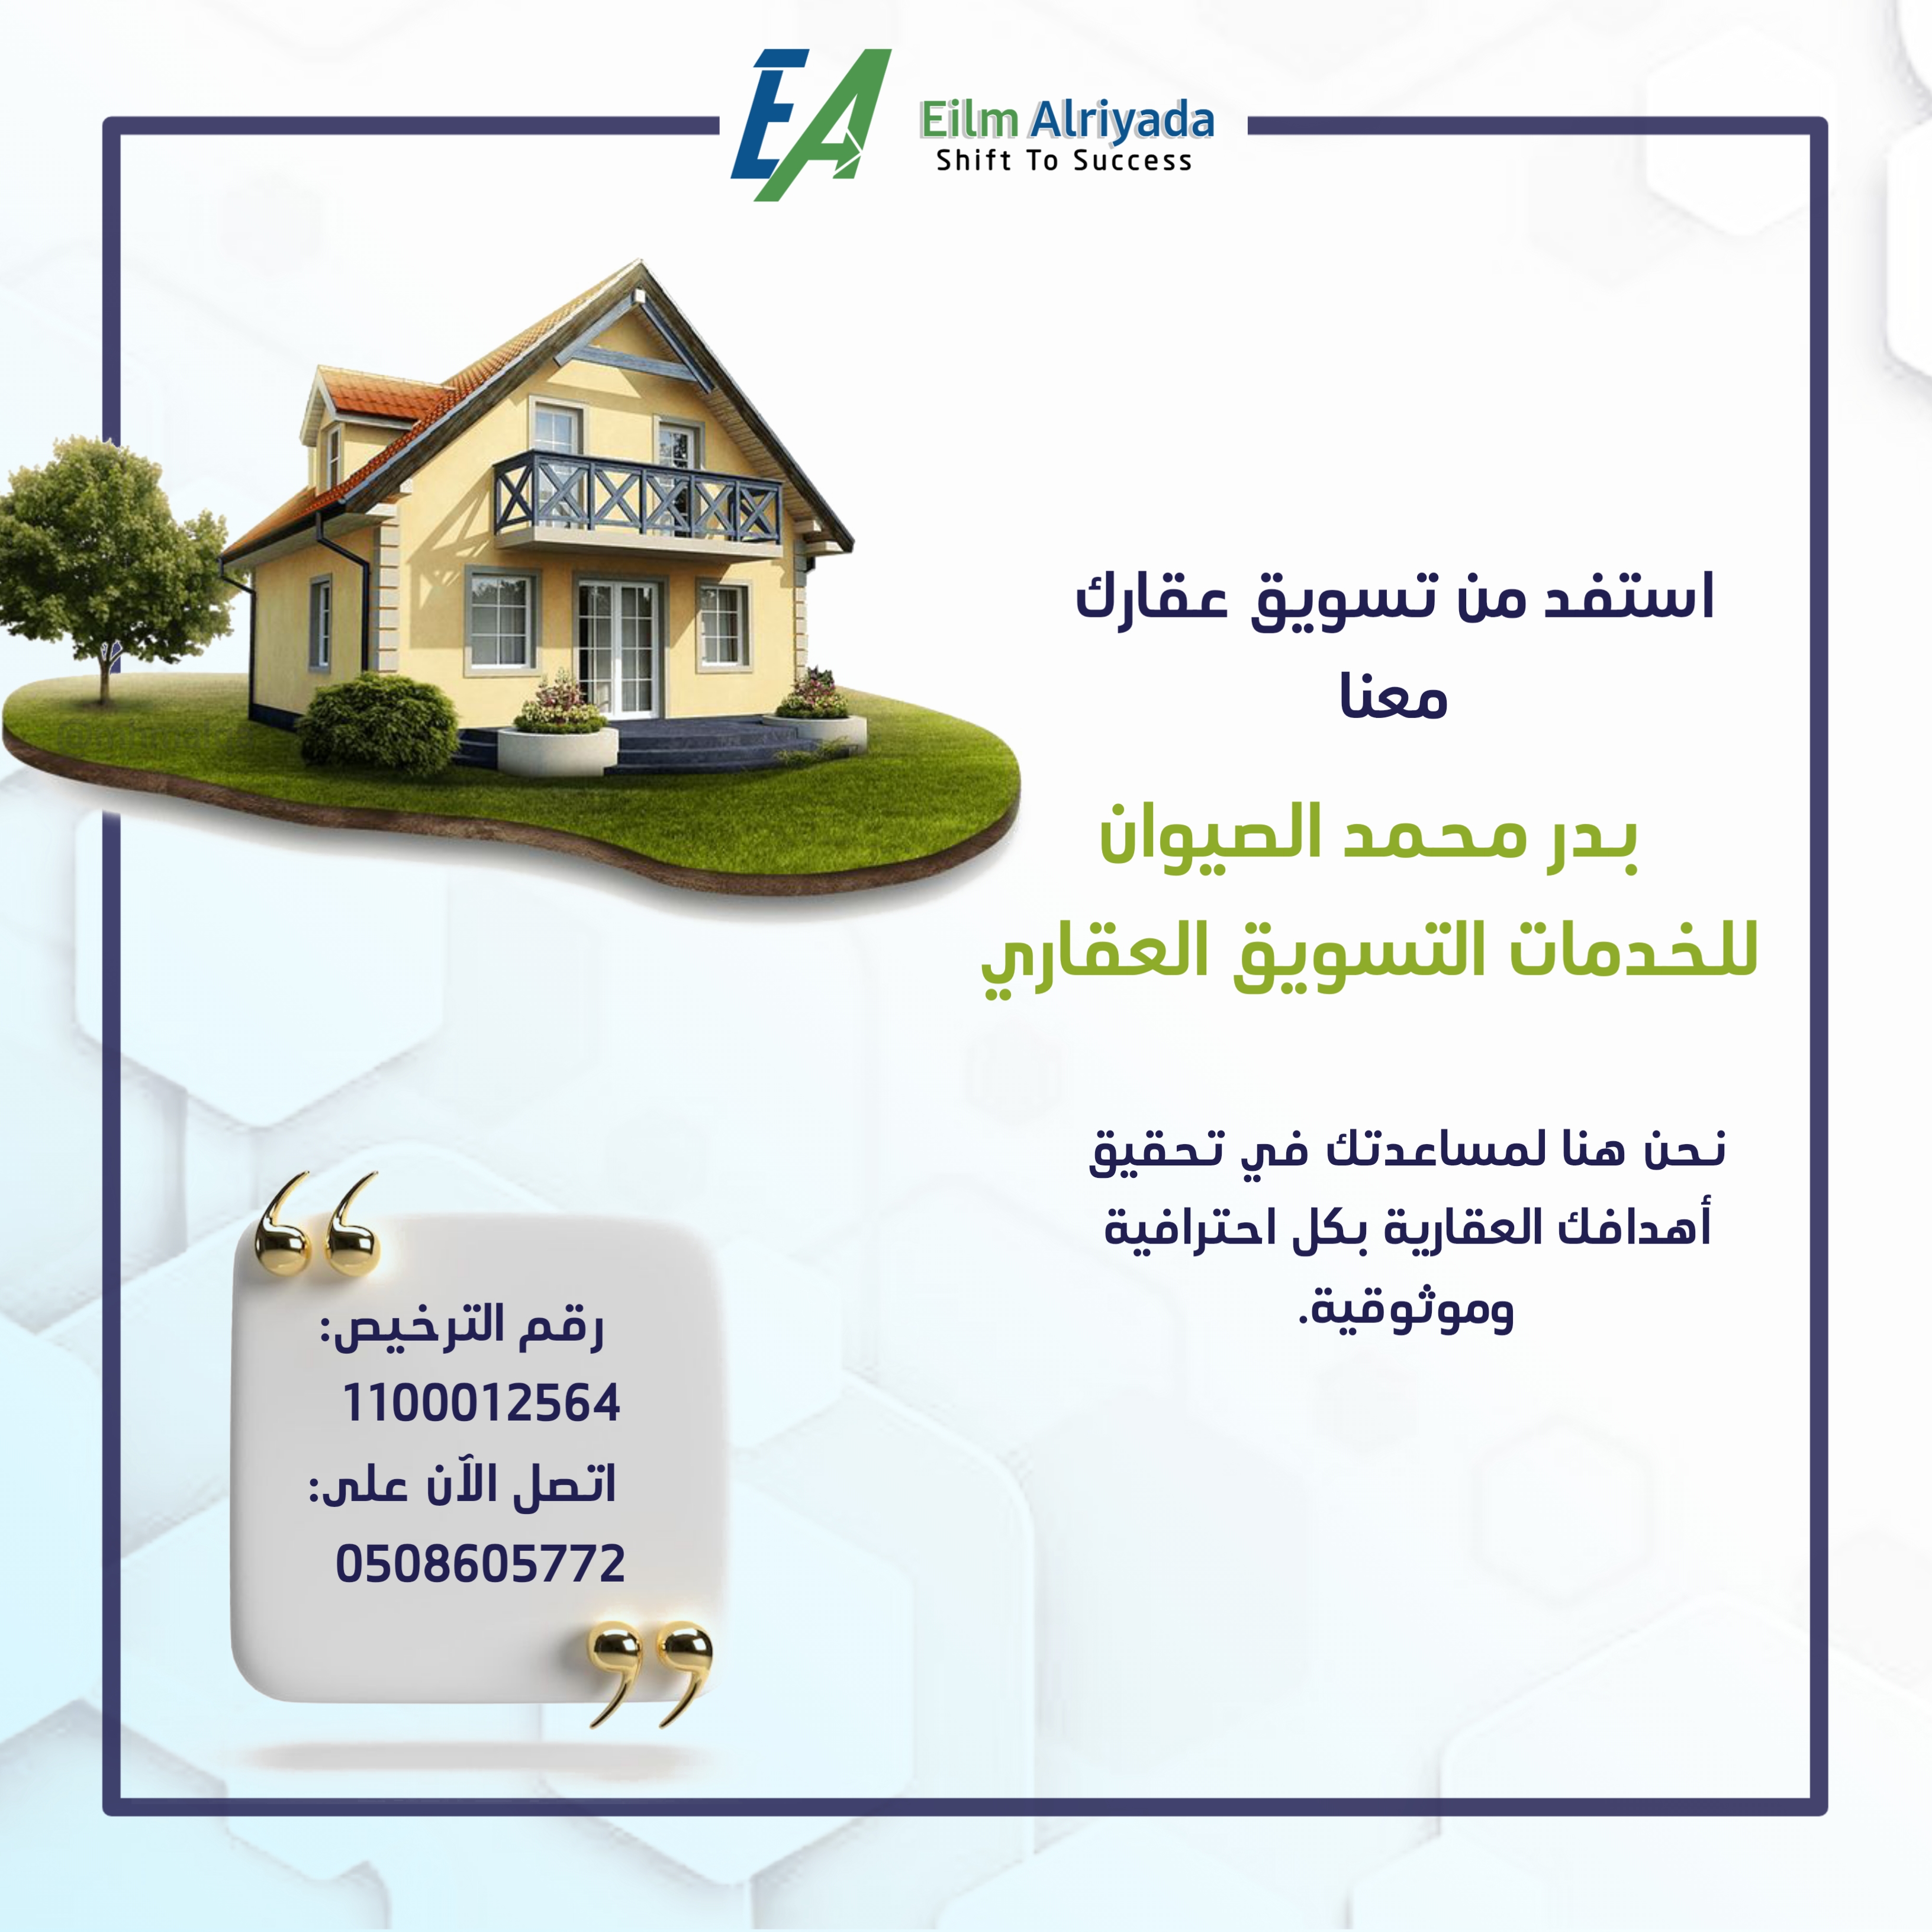 EA
Eilm Alriyada
Shift To Success
استفد من تسويق عقارك
معنا
بدر محمد الصيوان
للخدمات التسويق العقاري
نحن هنا لمساعدتك في تحقيق
أهدافك العقارية بكل احترافية
وموثوقية.
رقم الترخيص:
1100012564
اتصل الآن على:
0508605772